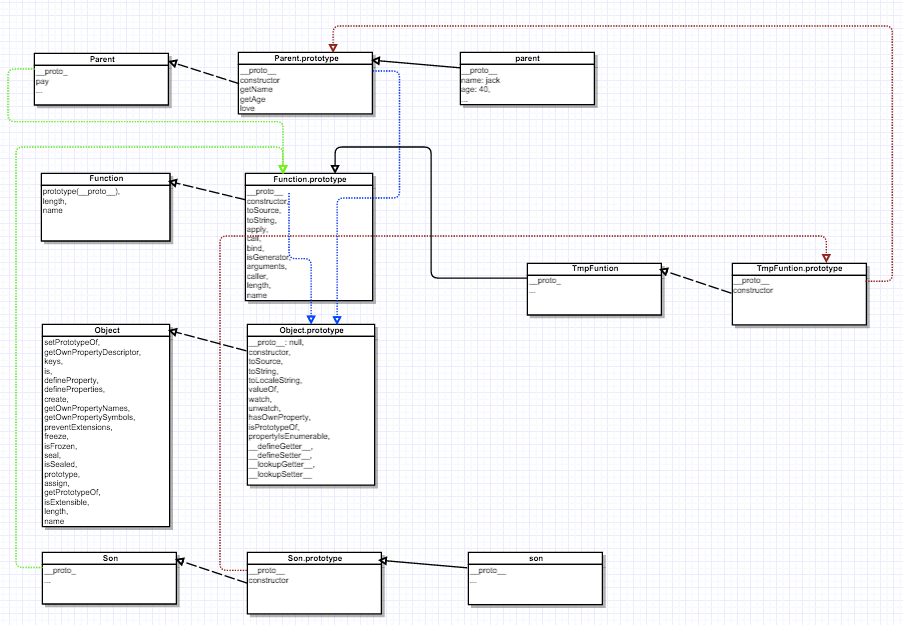 Parent
__proto_
pay
...
Parent.prototype
__proto__
constructor
getName
getAge
love
parent
__proto__
name: jack
age: 40,
...
Function
prototype(__proto__),
length,
name
Function.prototype
__proto__
constructor,
toSource,
toString,
apply,
call,
bind,
isGenerator,
arguments,
caller,
length,
name
TmpFuntion
__proto_
...
TmpFuntion.prototype
__proto__
constructor
Object
setPrototypeOf,
getOwnPropertyDescriptor,
keys,
is,
defineProperty,
defineProperties,
create,
getOwnPropertyNames,
getOwnPropertySymbols,
preventExtensions,
freeze,
isFrozen,
seal,
isSealed,
prototype,
assign,
getPrototypeOf,
isExtensible,
length,
name
Object.prototype
__proto__: null,
constructor,
toSource,
toString,
toLocaleString,
valueOf,
watch,
unwatch,
hasOwnProperty,
isPrototypeOf,
propertyIsEnumerable,
__defineGetter__,
__defineSetter__,
__lookupGetter__,
__lookupSetter__
Son
__proto_
...
Son.prototype
__proto__
constructor
son
__proto__
...